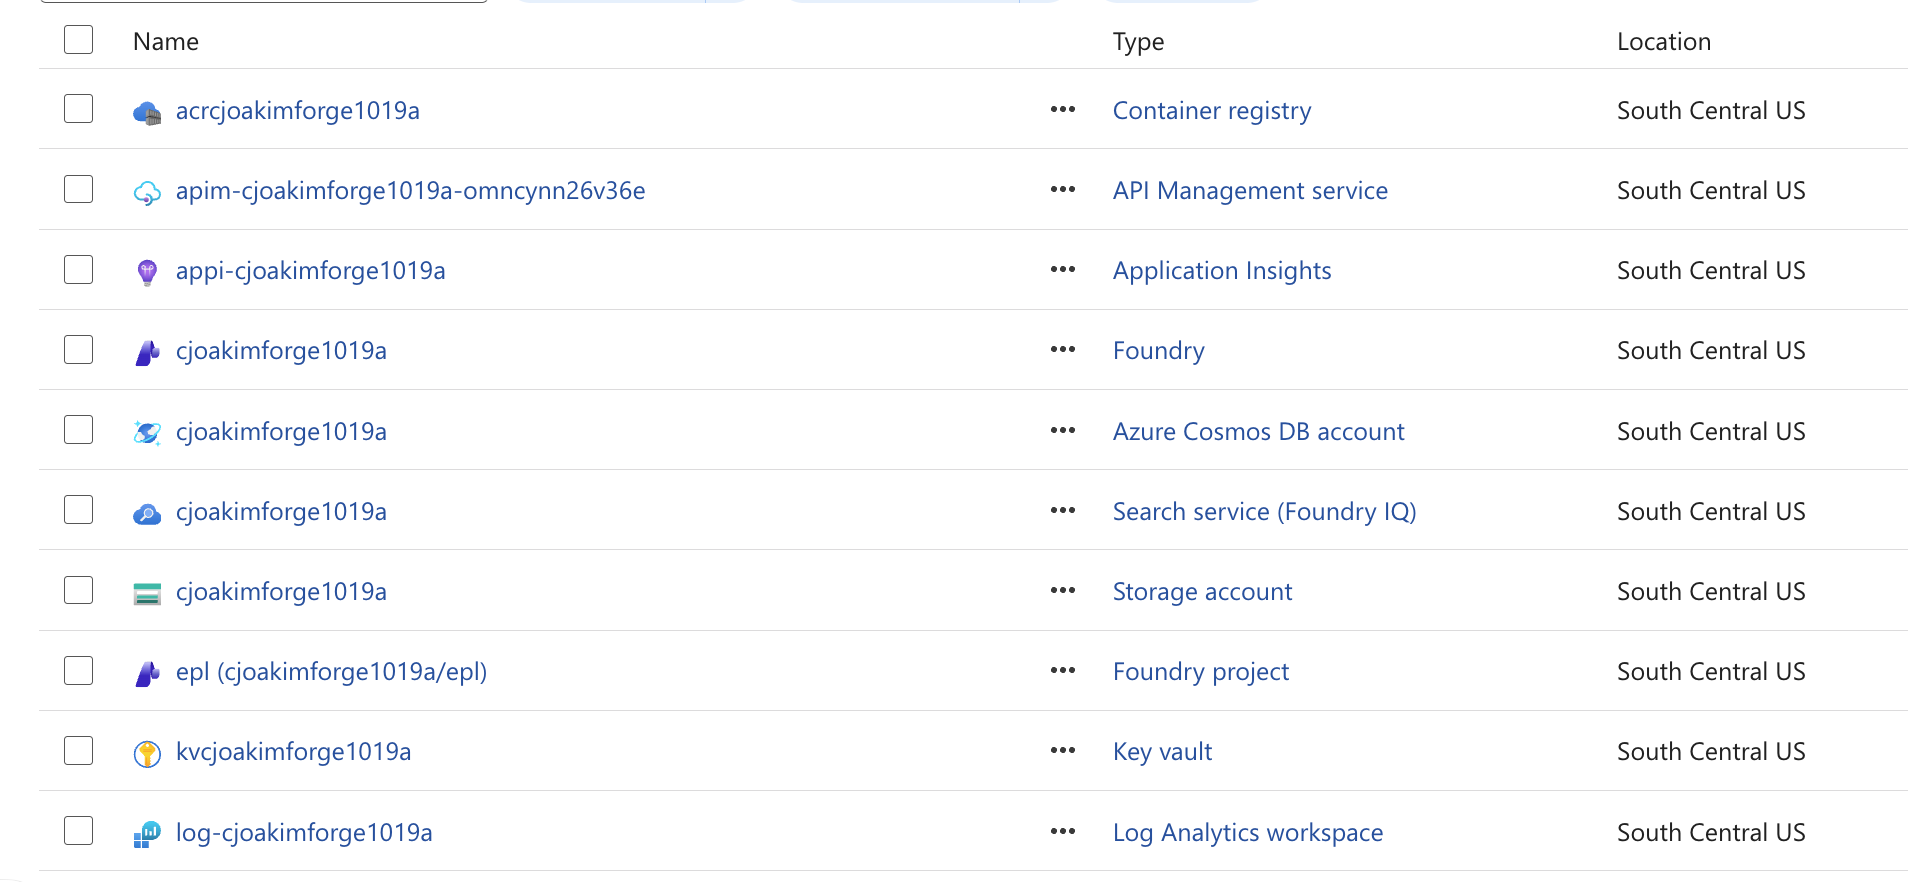 Name Type Location
acrcjoakimforge1019a ••• Container registry South Central US
apim-cjoakimforge1019a-omncynn26v36e ••• API Management service South Central US
appi-cjoakimforge1019a ••• Application Insights South Central US
cjoakimforge1019a ••• Foundry South Central US
cjoakimforge1019a ••• Azure Cosmos DB account South Central US
cjoakimforge1019a ••• Search service (Foundry IQ) South Central US
cjoakimforge1019a ••• Storage account South Central US
epl (cjoakimforge1019a/epl) ••• Foundry project South Central US
kvcjoakimforge1019a ••• Key vault South Central US
log-cjoakimforge1019a ••• Log Analytics workspace South Central US